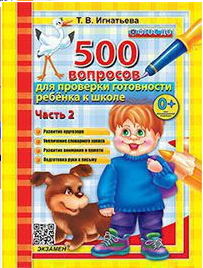 Т. В. Игнатьева
500
вопросов
для проверки готовности
ребёнка к школе
Часть 2
0+
Развитие кругозора
Увеличение словарного запаса
Развитие внимания и памяти
Подготовка руки к письму
ЭКЗАМЕН